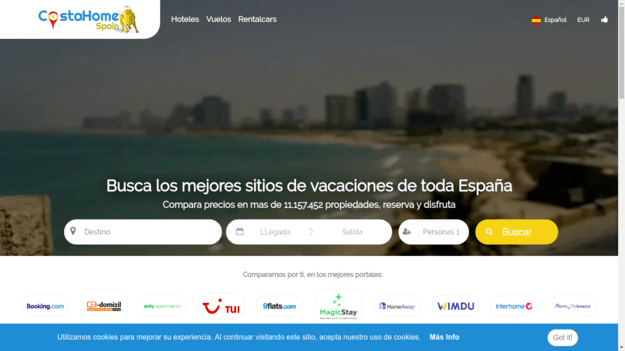 CostaHome
Spain
Hoteles Vuelos Rentalcars
Español EUR
Busca los mejores sitios de vacaciones de toda España
Compara precios en mas de 11.157.452 propiedades, reserva y disfruta
Destino LLegada Salida Personas 1 Buscar
Comparamos por ti, en los mejores portales:
Booking.com e-domizil only-apartments TUI 9flats.com MagicStay HomeAway WIMDU Interhome
Utilizamos cookies para mejorar su experiencia. Al continuar visitando este sitio, acepta nuestro uso de cookies. Más Info Got it!